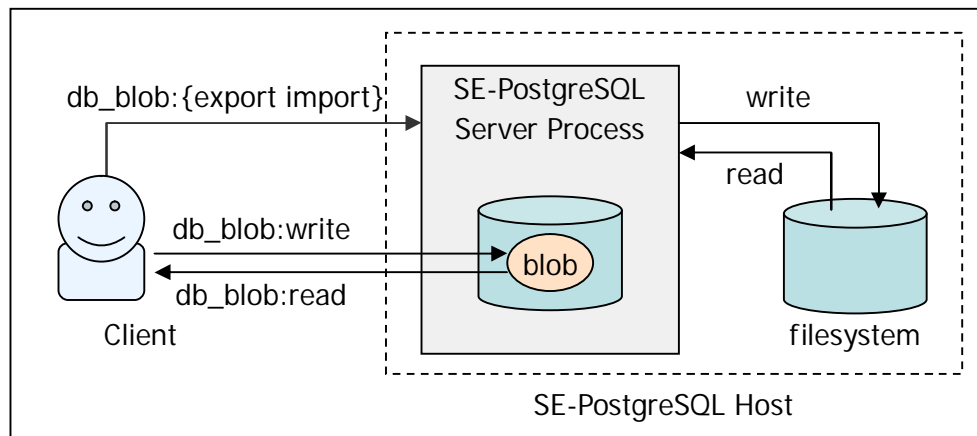 db_blob:{export import}
SE-PostgreSQL
Server Process
write
read
db_blob:write
blob
db_blob:read
Client
filesystem
SE-PostgreSQL Host